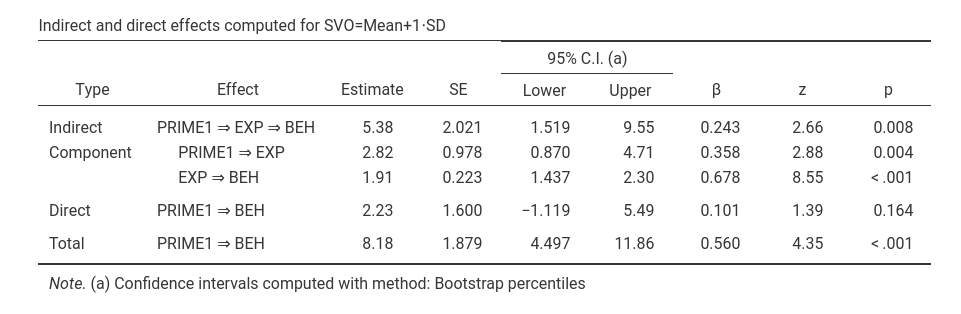 Indirect and direct effects computed for SVO=Mean+1·SD
95% C.I. (a)
Type Effect Estimate SE Lower Upper β z p
Indirect PRIME1 ⇒ EXP ⇒ BEH 5.38 2.021 1.519 9.55 0.243 2.66 0.008
Component PRIME1 ⇒ EXP 2.82 0.978 0.870 4.71 0.358 2.88 0.004
EXP ⇒ BEH 1.91 0.223 1.437 2.30 0.678 8.55 < .001
Direct PRIME1 ⇒ BEH 2.23 1.600 −1.119 5.49 0.101 1.39 0.164
Total PRIME1 ⇒ BEH 8.18 1.879 4.497 11.86 0.560 4.35 < .001
Note. (a) Confidence intervals computed with method: Bootstrap percentiles